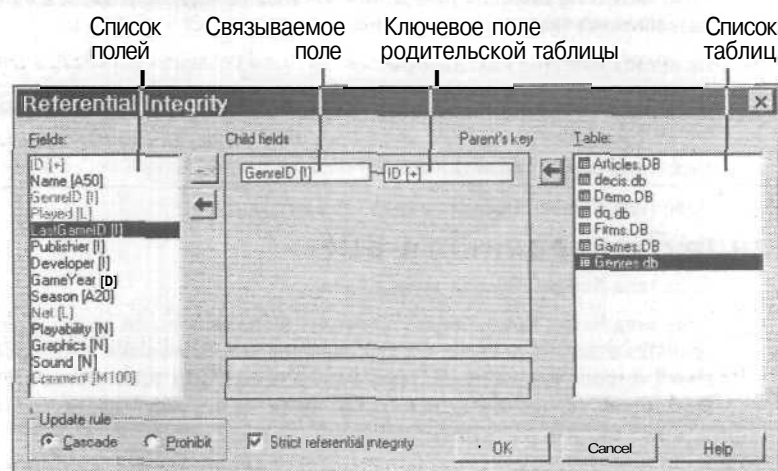 Список полей
Связываемое поле
Ключевое поле родительской таблицы
Список таблиц
Referential Integrity
Fields:
Child fields
Parent's key
Table:
ID [+]
Name [A50]
GenreID [I]
Played [L]
LastGameID [I]
Publishier [I]
Developer [I]
GameYear [D]
Season [A20]
Net [L]
Playability [N]
Graphics [N]
Sound [N]
Comment [M100]
GenreID [I]
ID [+]
Articles.DB
decis.db
Demo.DB
dq.db
Firms.DB
Games.DB
Genres.db
Update rule
Cascade
Prohibit
Strict referential integrity
OK
Cancel
Help